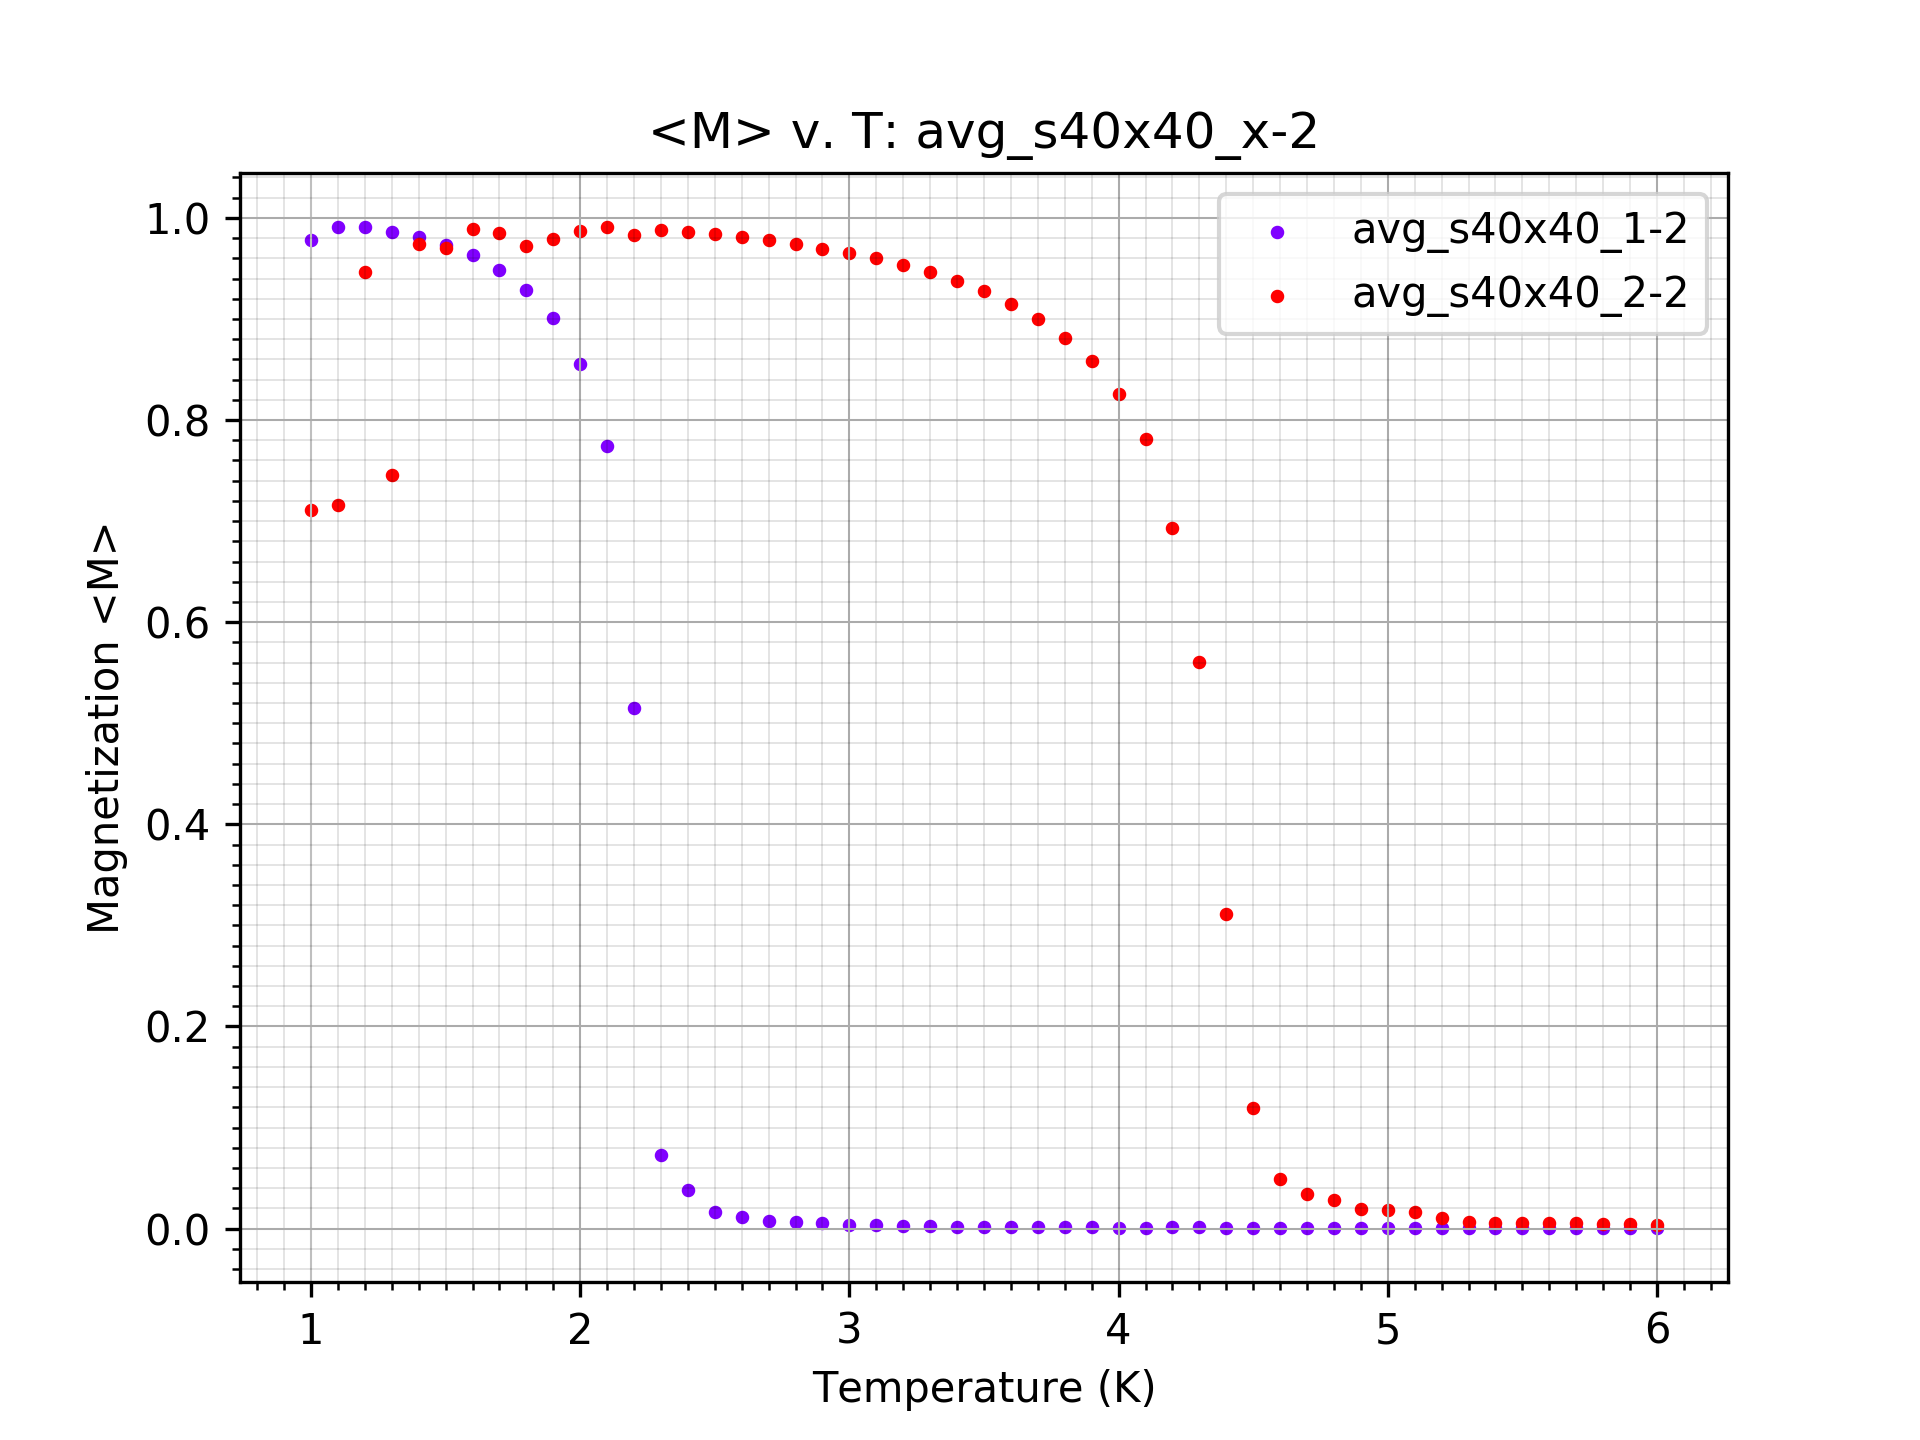 <M> v. T: avg_s40x40_x-2
avg_s40x40_1-2
avg_s40x40_2-2
Magnetization <M>
1.0
0.8
0.6
0.4
0.2
0.0
1 2 3 4 5 6
Temperature (K)